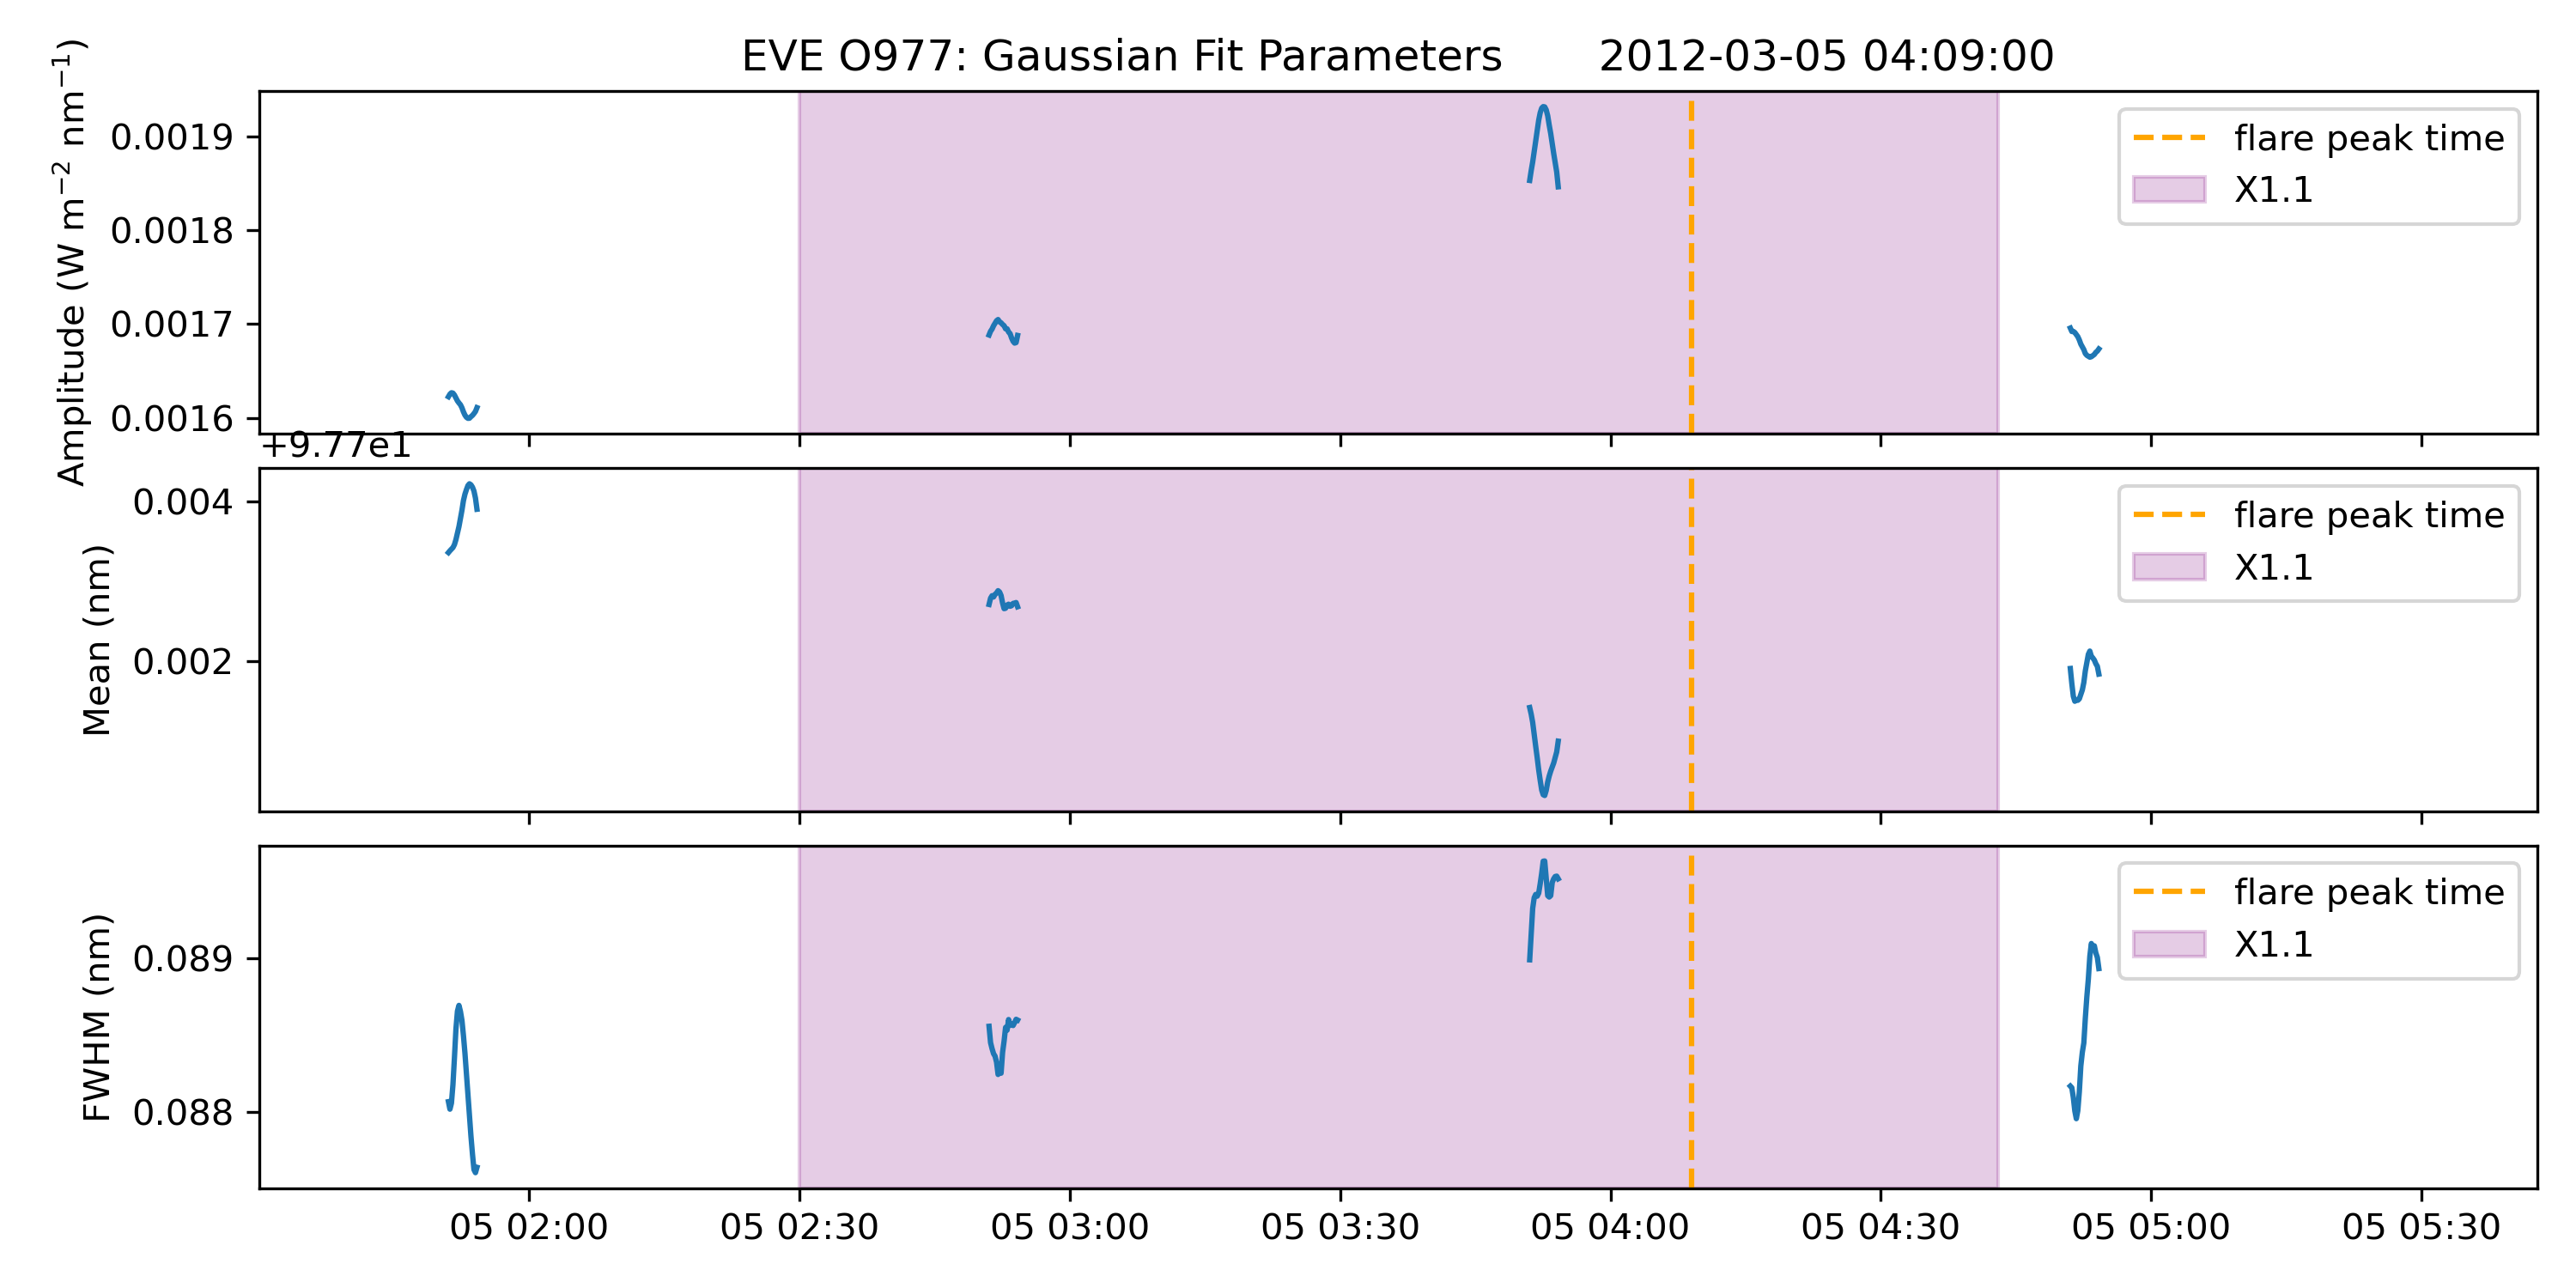 EVE O977: Gaussian Fit Parameters 2012-03-05 04:09:00
Amplitude (W m⁻² nm⁻¹)
0.0019
0.0018
0.0017
0.0016
flare peak time
X1.1
+9.77e1
Mean (nm)
0.004
0.002
flare peak time
X1.1
FWHM (nm)
0.089
0.088
flare peak time
X1.1
05 02:00 05 02:30 05 03:00 05 03:30 05 04:00 05 04:30 05 05:00 05 05:30